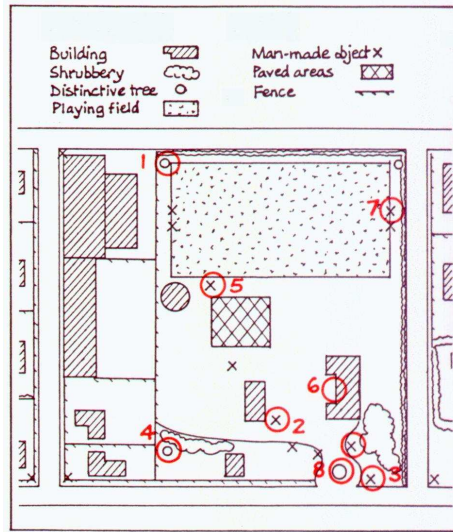 Building
Shrubbery
Distinctive tree
Playing field
Man-made object
Paved areas
Fence
1
7
5
6
2
4
8
3